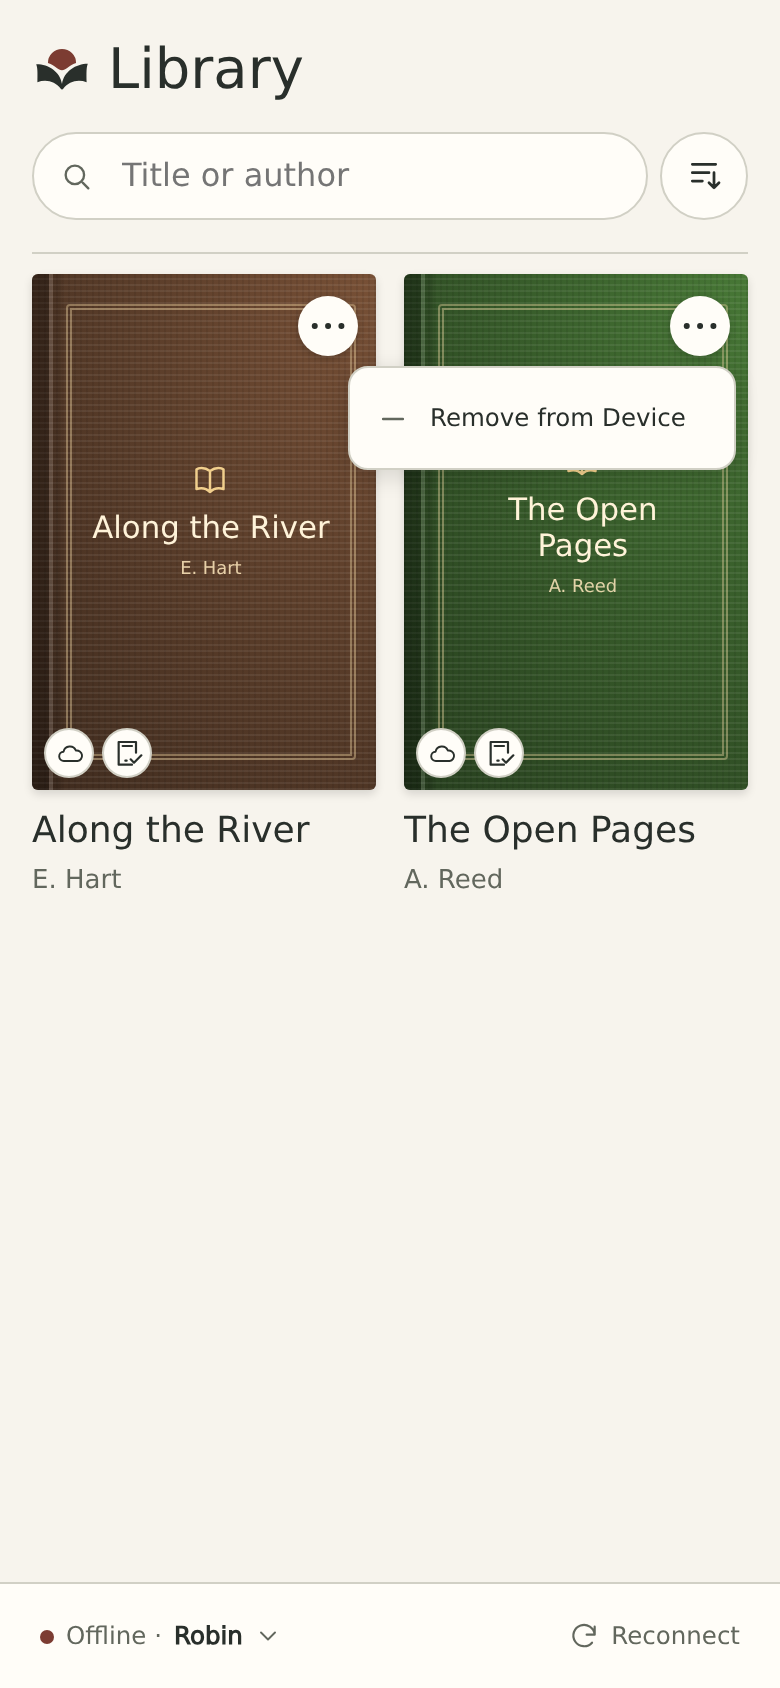 Library
Title or author
Remove from Device
Along the River
E. Hart
The Open
Pages
A. Reed
Along the River
E. Hart
The Open Pages
A. Reed
Offline · Robin
Reconnect